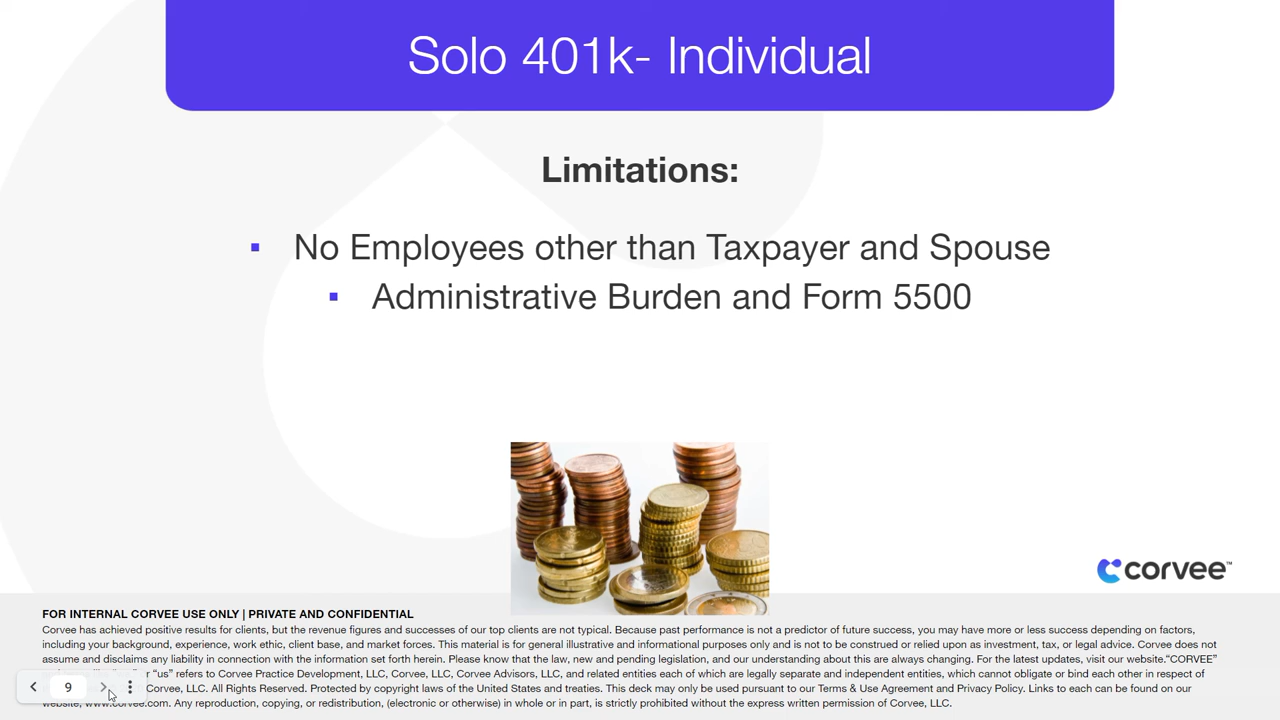 Solo 401k- Individual
Limitations:
▪ No Employees other than Taxpayer and Spouse
▪ Administrative Burden and Form 5500
corvee™
FOR INTERNAL CORVEE USE ONLY | PRIVATE AND CONFIDENTIAL
Corvee has achieved positive results for clients, but the revenue figures and successes of our top clients are not typical. Because past performance is not a predictor of future success, you may have more or less success depending on factors,
including your background, experience, work ethic, client base, and market forces. This material is for general illustrative and informational purposes only and is not to be construed or relied upon as investment, tax, or legal advice. Corvee does not
assume and disclaims any liability in connection with the information set forth herein. Please know that the law, new and pending legislation, and our understanding about this are always changing. For the latest updates, visit our website."CORVEE"
"us" refers to Corvee Practice Development, LLC, Corvee, LLC, Corvee Advisors, LLC, and related entities each of which are legally separate and independent entities, which cannot obligate or bind each other in respect of
9
Corvee, LLC. All Rights Reserved. Protected by copyright laws of the United States and treaties. This deck may only be used pursuant to our Terms & Use Agreement and Privacy Policy. Links to each can be found on our
website, www.corvee.com. Any reproduction, copying, or redistribution, (electronic or otherwise) in whole or in part, is strictly prohibited without the express written permission of Corvee, LLC.